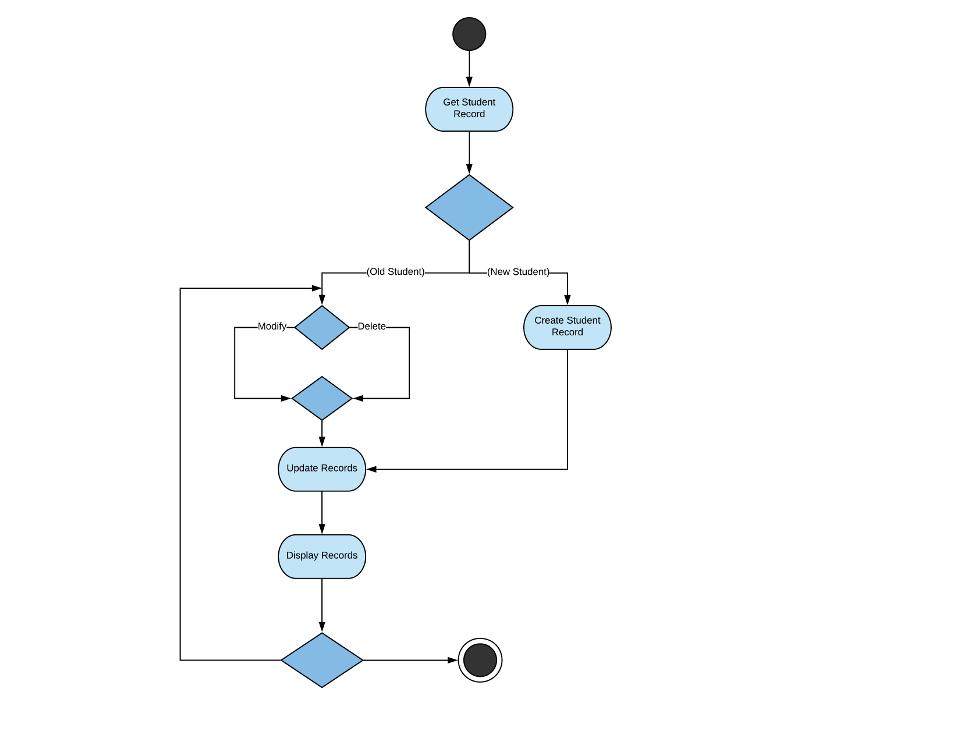 Get Student
Record
(Old Student)
(New Student)
Modify
Delete
Create Student
Record
Update Records
Display Records